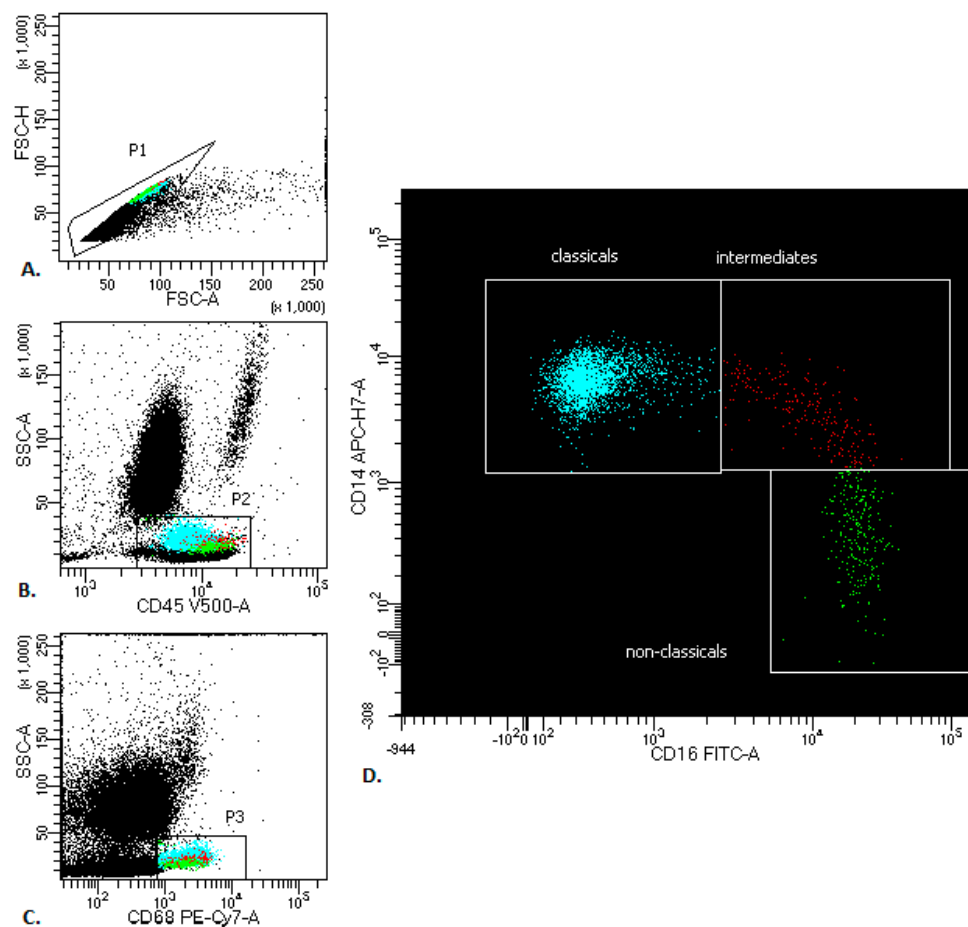 (x 1,000)
FSC-H
250
200
150
100
50
P1
50 100 150 200 250
FSC-A
(x 1,000)
A.
(x 1,000)
SSC-A
150
100
50
P2
10³ 10⁴ 10⁵
CD45 V500-A
B.
(x 1,000)
SSC-A
250
200
150
100
50
P3
10² 10³ 10⁴ 10⁵
CD68 PE-Cy7-A
C.
classicals intermediates
non-classicals
CD14 APC-H7-A
10⁵
10⁴
10³
10²
0
-10²
-308
-944
-10² 0 10² 10³ 10⁴ 10⁵
CD16 FITC-A
D.